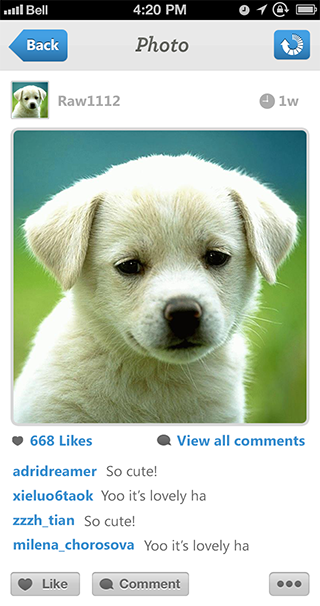 Bell 4:20 PM
Back Photo
Raw1112 1w
668 Likes View all comments
adridreamer So cute!
xieluo6taok Yoo it's lovely ha
zzzh_tian So cute!
milena_chorosova Yoo it's lovely ha
Like Comment